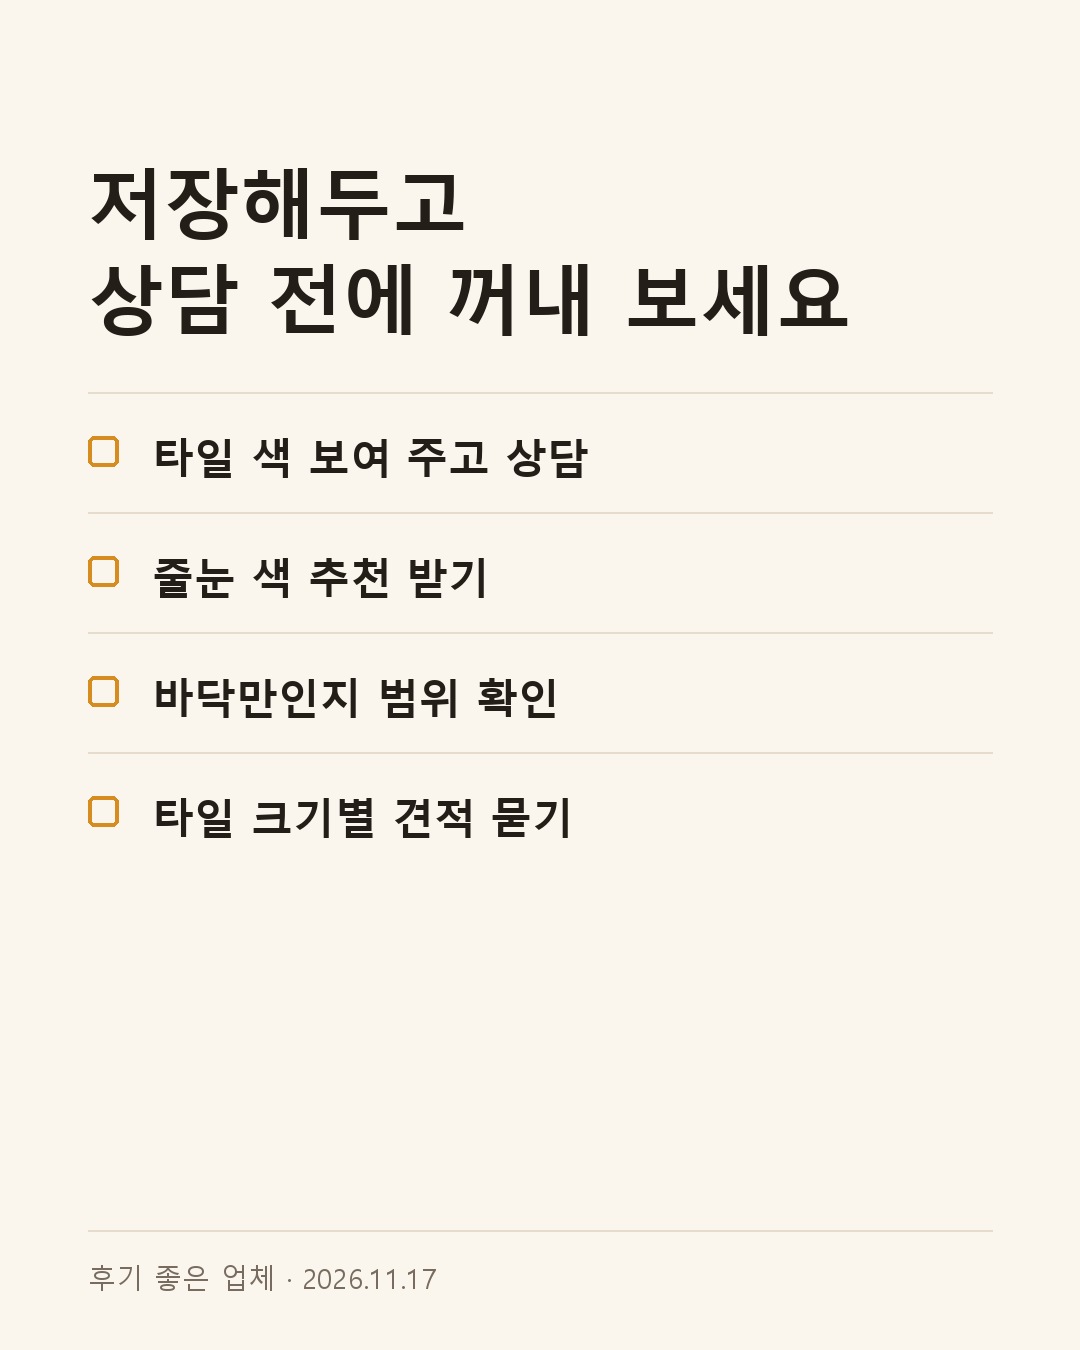 저장해두고
상담 전에 꺼내 보세요
타일 색 보여 주고 상담
줄눈 색 추천 받기
바닥만인지 범위 확인
타일 크기별 견적 묻기
후기 좋은 업체 · 2026.11.17